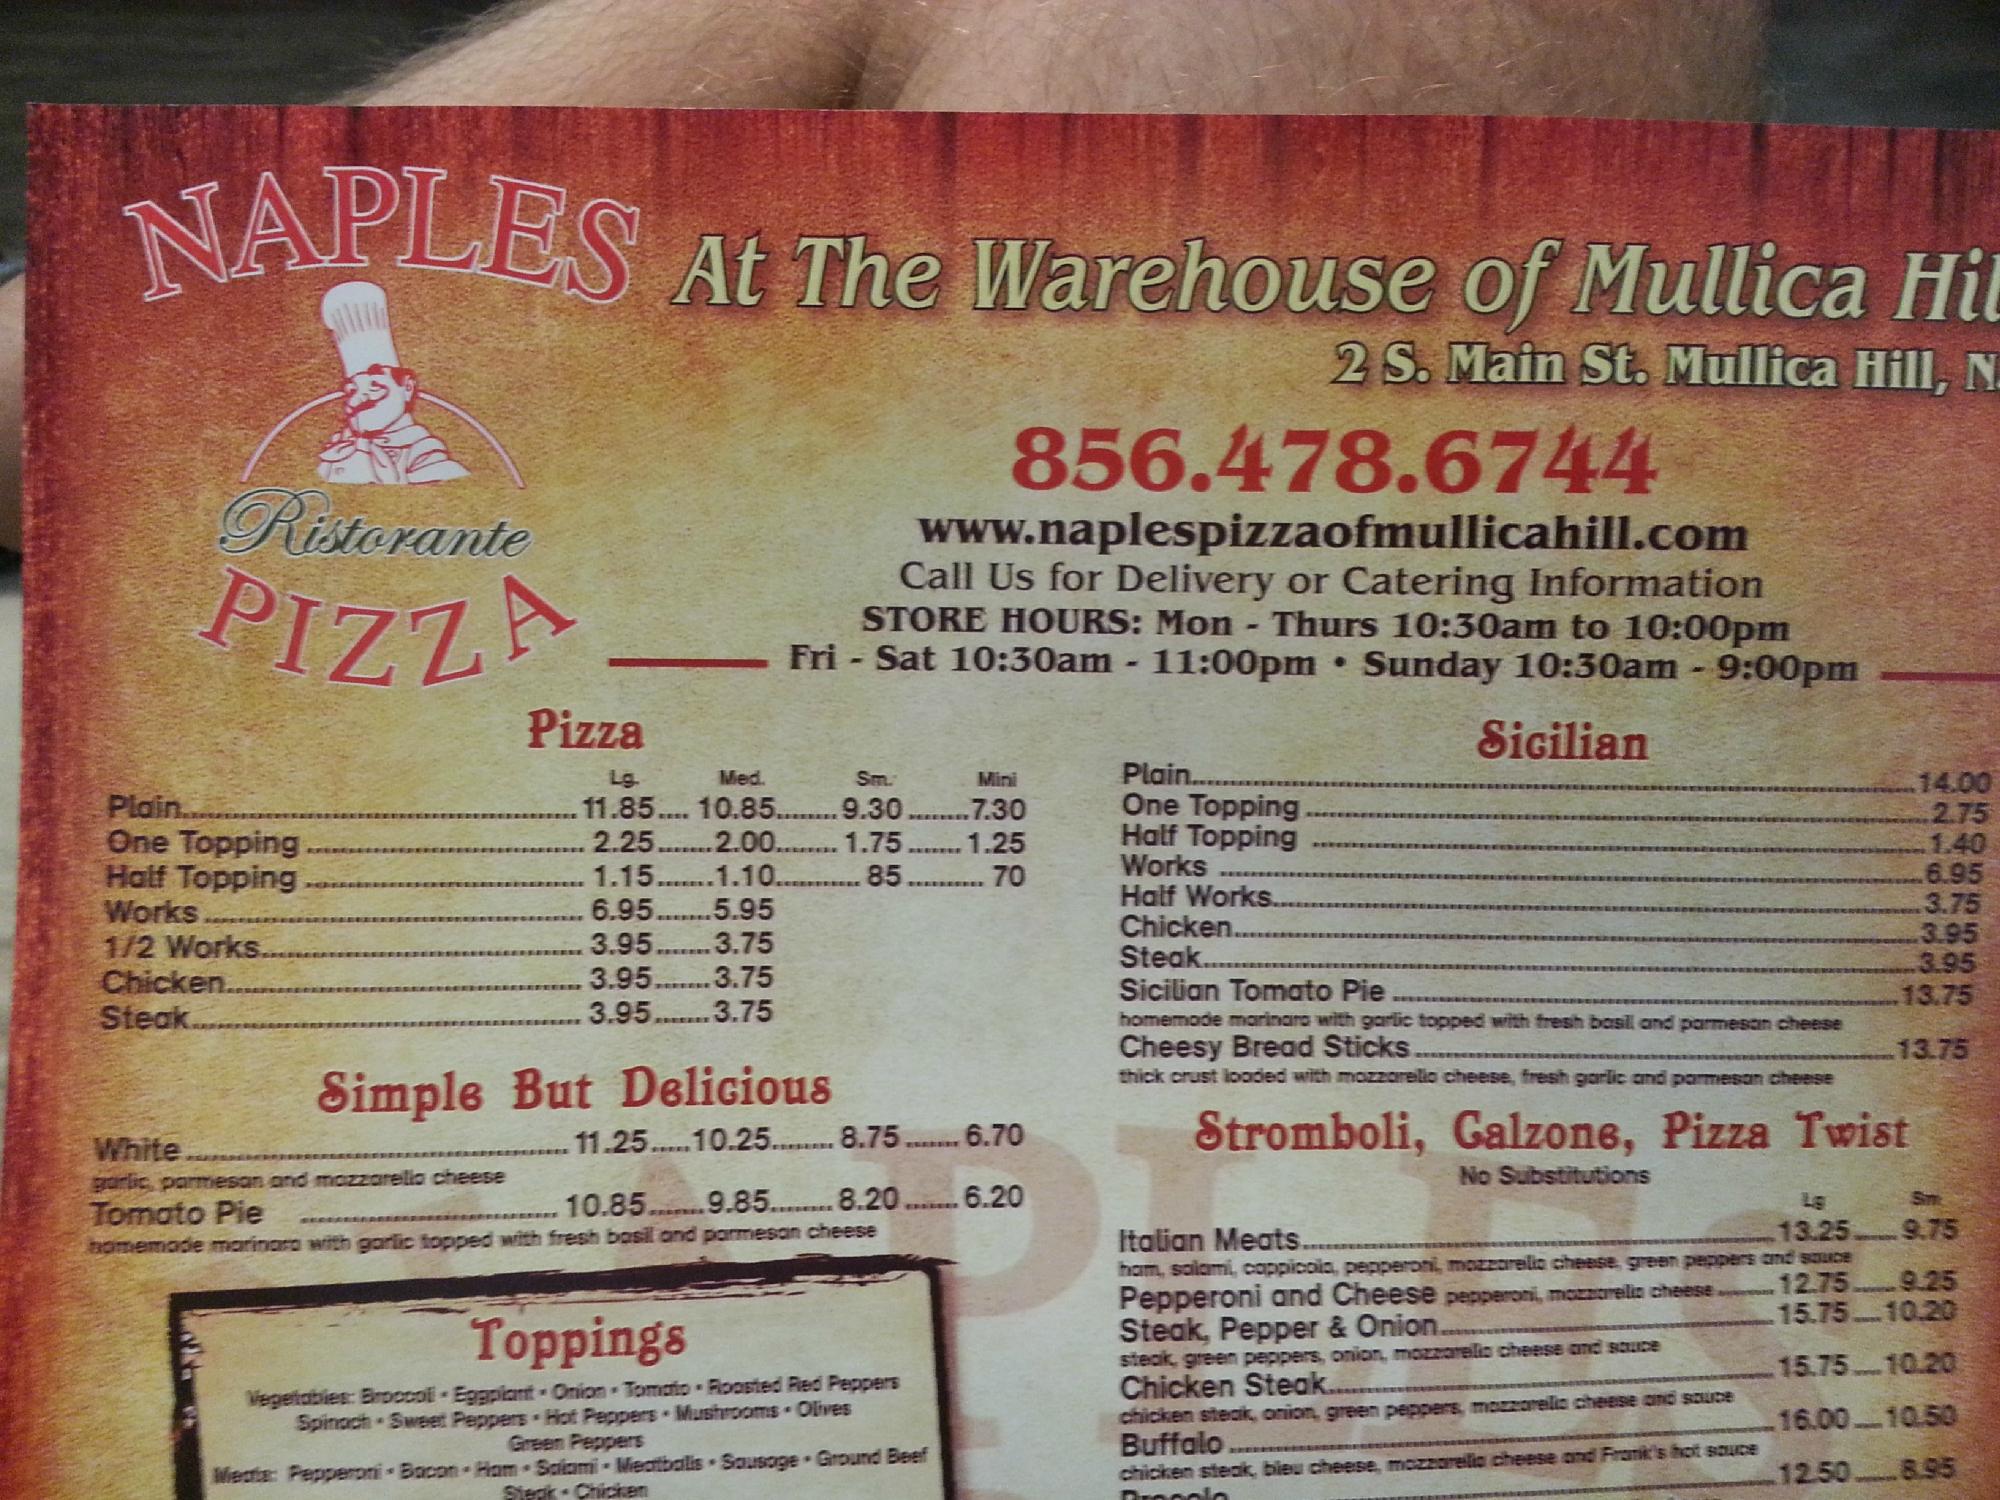 NAPLES
Ristorante
PIZZA
At The Warehouse of Mullica Hil
2 S. Main St. Mullica Hill, N
856.478.6744
www.naplespizzaofmullicahill.com
Call Us for Delivery or Catering Information
STORE HOURS: Mon - Thurs 10:30am to 10:00pm
Fri - Sat 10:30am - 11:00pm • Sunday 10:30am - 9:00pm
Pizza
Lg. Med. Sm. Mini
Plain 11.85 10.85 9.30 7.30
One Topping 2.25 2.00 1.75 1.25
Half Topping 1.15 1.10 85 70
Works 6.95 5.95
1/2 Works 3.95 3.75
Chicken 3.95 3.75
Steak 3.95 3.75
Simple But Delicious
White 11.25 10.25 8.75 6.70
garlic, parmesan and mozzarella cheese
Tomato Pie 10.85 9.85 8.20 6.20
homemade marinara with garlic topped with fresh basil and parmesan cheese
Toppings
Vegetables: Broccoli • Eggplant • Onion • Tomato • Roasted Red Peppers
Spinach • Sweet Peppers • Hot Peppers • Mushrooms • Olives
Green Peppers
Meats: Pepperoni • Bacon • Ham • Salami • Meatballs • Sausage • Ground Beef
Steak • Chicken
Sicilian
Plain 14.00
One Topping 2.75
Half Topping 1.40
Works 6.95
Half Works 3.75
Chicken 3.95
Steak 3.95
Sicilian Tomato Pie 13.75
homemade marinara with garlic topped with fresh basil and parmesan cheese
Cheesy Bread Sticks 13.75
thick crust loaded with mozzarella cheese, fresh garlic and parmesan cheese
Stromboli, Calzone, Pizza Twist
No Substitutions
Lg Sm
Italian Meats 13.25 9.75
ham, salami, cappicola, pepperoni, mozzarella cheese, green peppers and sauce
Pepperoni and Cheese pepperoni, mozzarella cheese 12.75 9.25
Steak, Pepper & Onion 15.75 10.20
steak, green peppers, onion, mozzarella cheese and sauce
Chicken Steak 15.75 10.20
chicken steak, onion, green peppers, mozzarella cheese and sauce
Buffalo 16.00 10.50
chicken steak, bleu cheese, mozzarella cheese and Frank's hot sauce
12.50 8.95